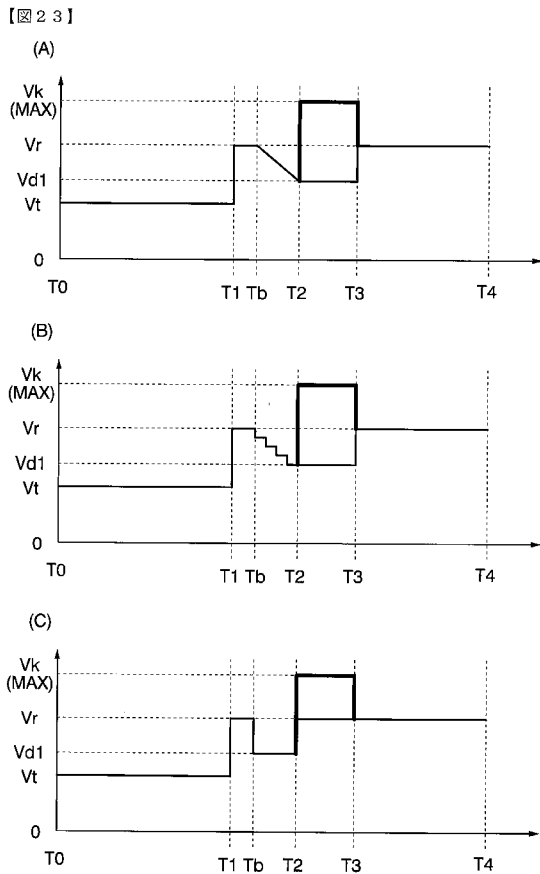 【図２３】
(A)
Vk
(MAX)
Vr
Vd1
Vt
0
T0 T1 Tb T2 T3 T4
(B)
Vk
(MAX)
Vr
Vd1
Vt
0
T0 T1 Tb T2 T3 T4
(C)
Vk
(MAX)
Vr
Vd1
Vt
0
T0 T1 Tb T2 T3 T4